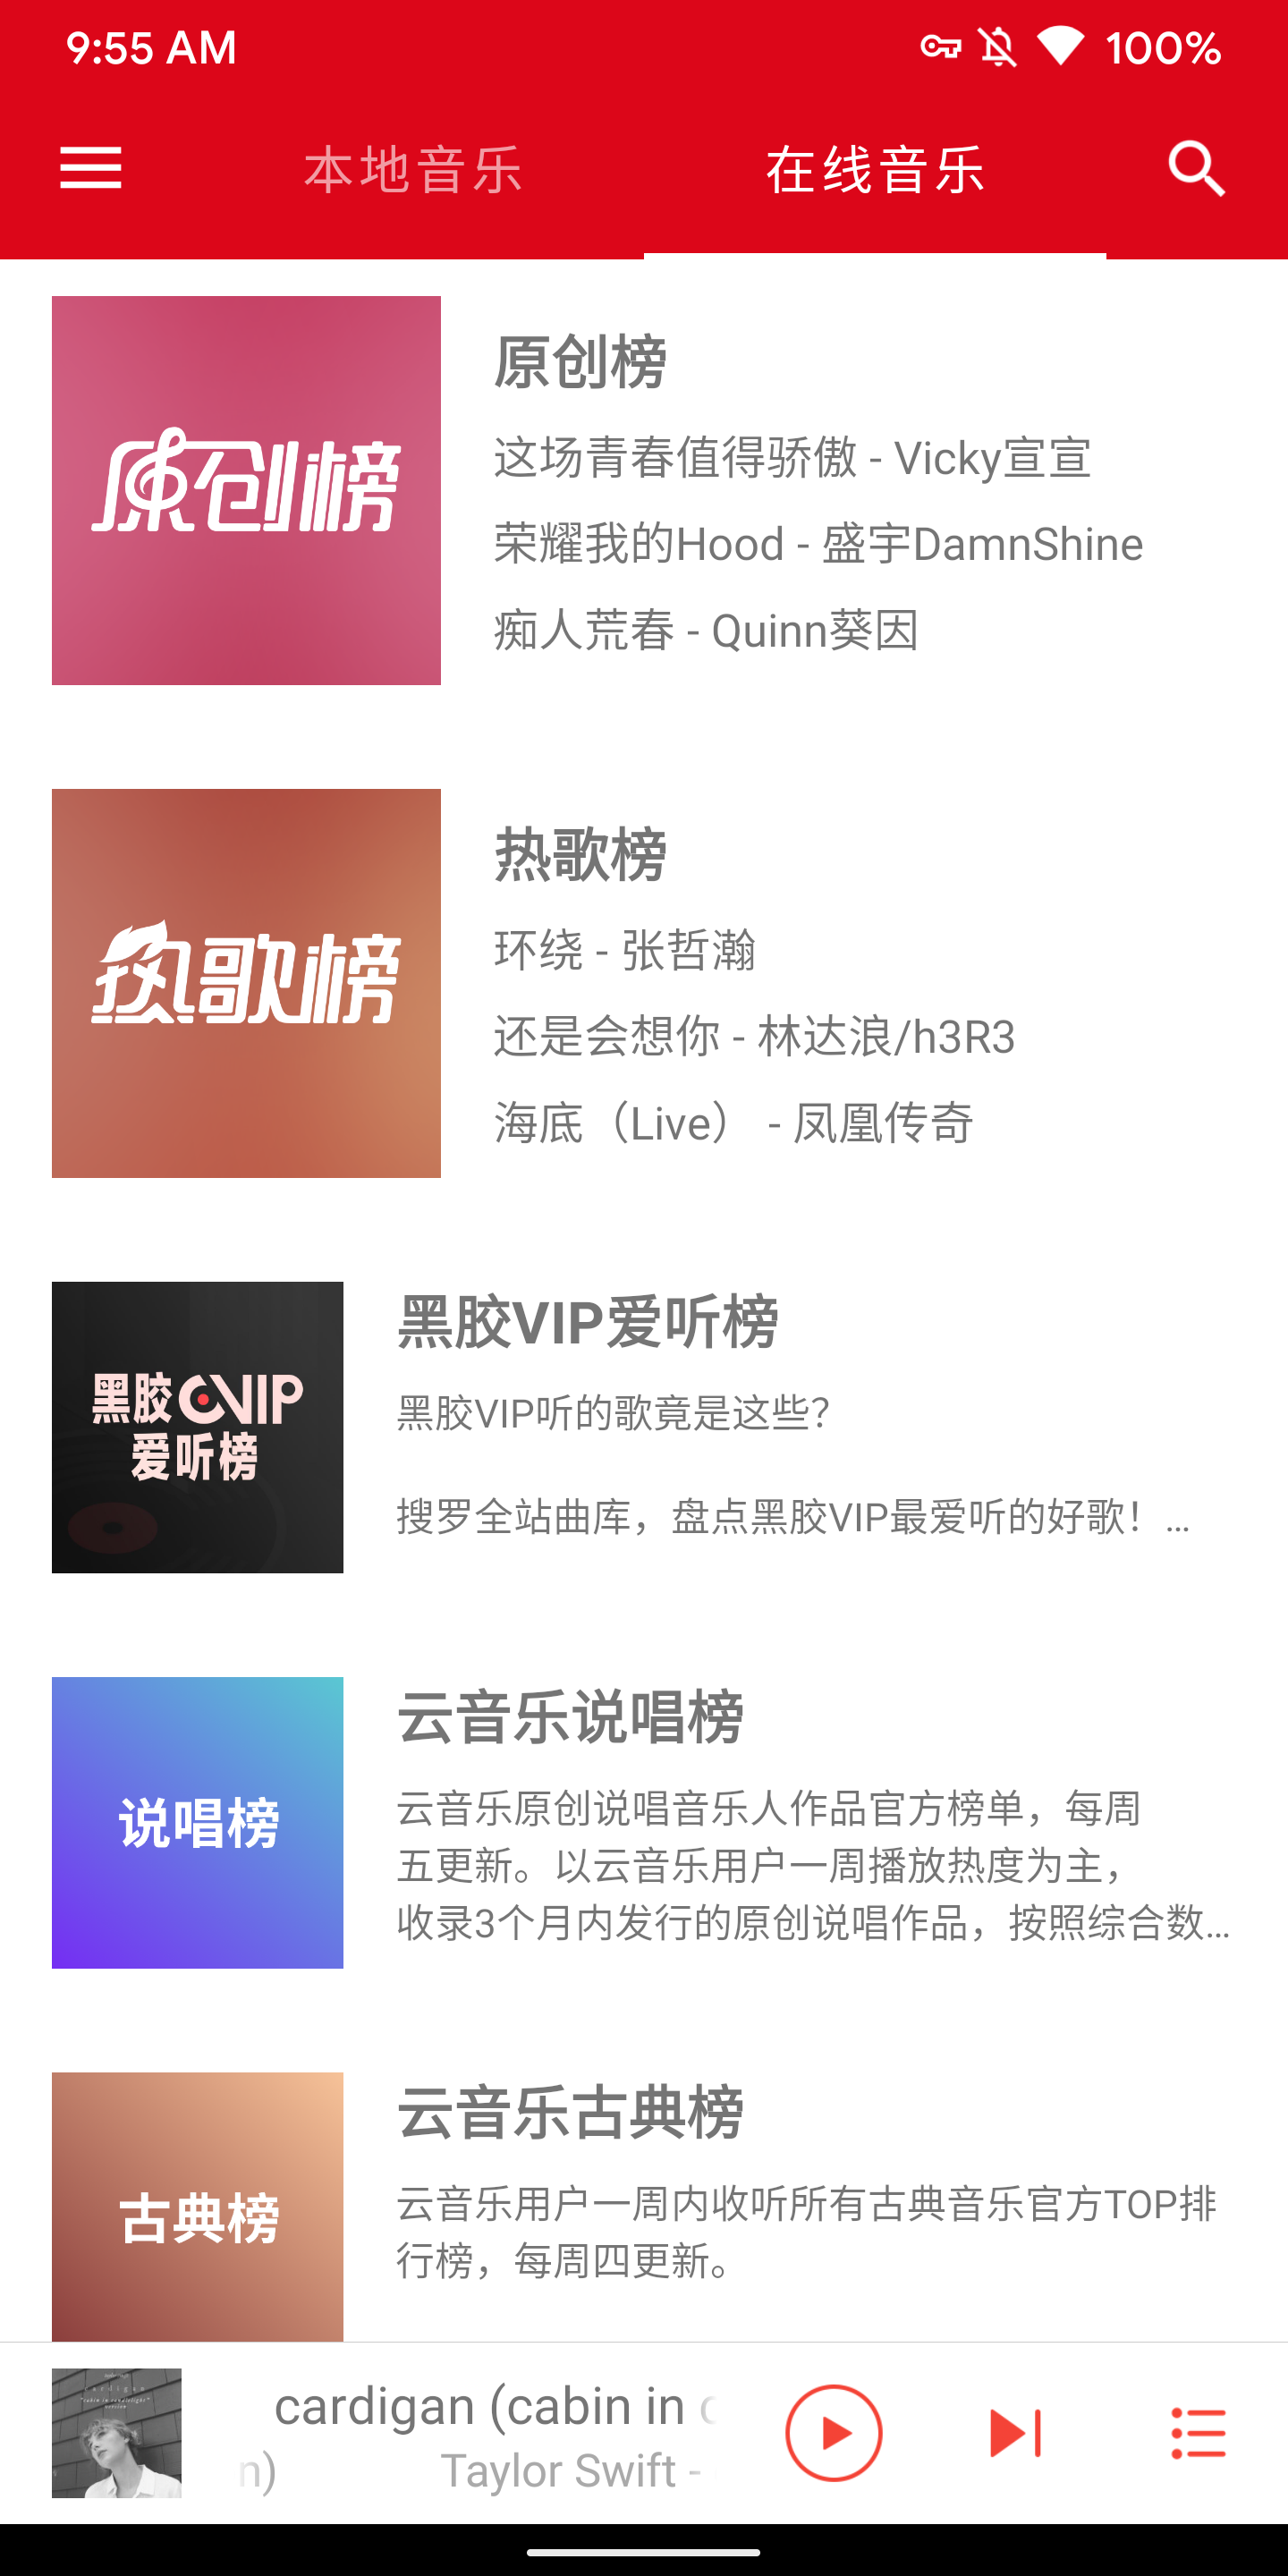 9:55 AM
100%
本地音乐
在线音乐
原创榜
原创榜
这场青春值得骄傲 - Vicky宣宣
荣耀我的Hood - 盛宇DamnShine
痴人荒春 - Quinn葵因
热歌榜
热歌榜
环绕 - 张哲瀚
还是会想你 - 林达浪/h3R3
海底（Live） - 凤凰传奇
黑胶VIP
爱听榜
黑胶VIP爱听榜
黑胶VIP听的歌竟是这些？
搜罗全站曲库，盘点黑胶VIP最爱听的好歌！...
说唱榜
云音乐说唱榜
云音乐原创说唱音乐人作品官方榜单，每周
五更新。以云音乐用户一周播放热度为主，
收录3个月内发行的原创说唱作品，按照综合数...
古典榜
云音乐古典榜
云音乐用户一周内收听所有古典音乐官方TOP排
行榜，每周四更新。
cardigan (cabin in
n)
Taylor Swift -